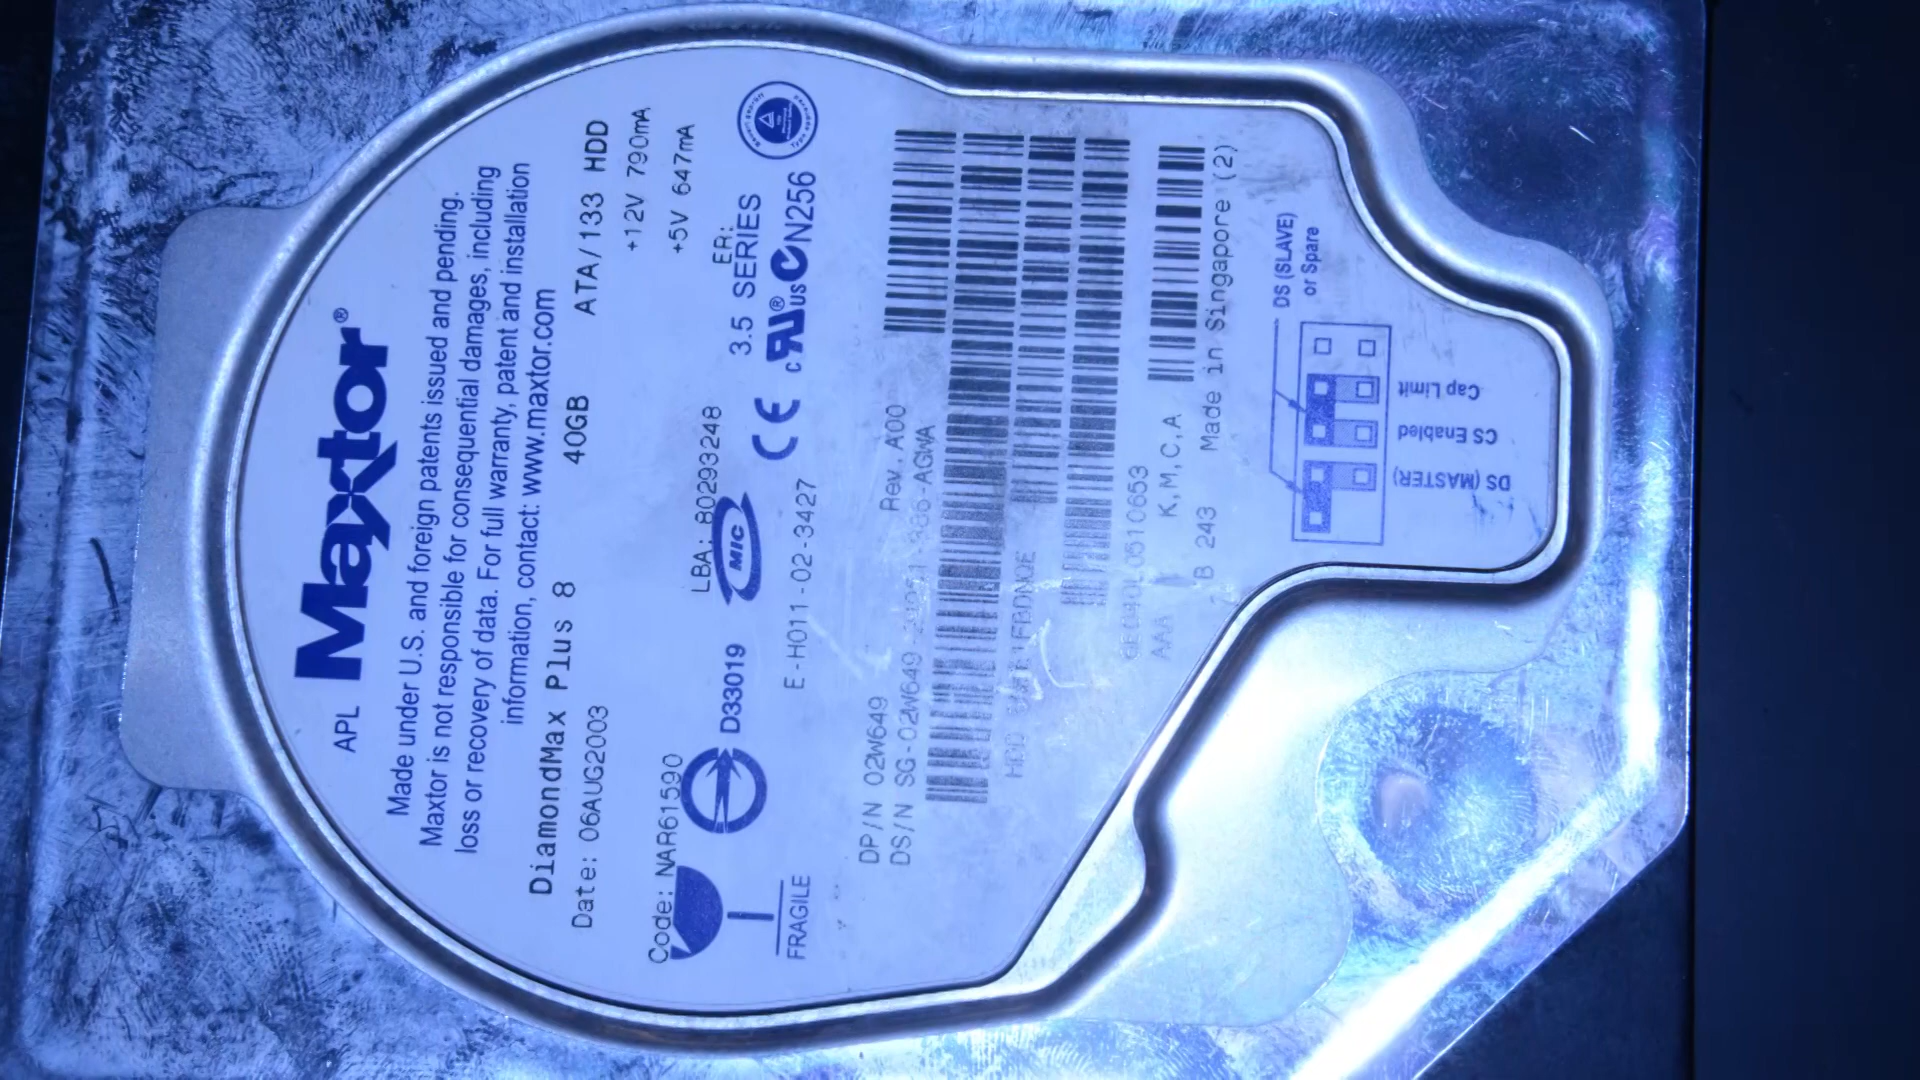 APL Maxtor®
Made under U.S. and foreign patents issued and pending.
Maxtor is not responsible for consequential damages, including
loss or recovery of data. For full warranty, patent and installation
information, contact: www.maxtor.com
DiamondMax Plus 8 40GB ATA/133 HDD
Date: 06AUG2003 +12V 790mA
+5V 647mA
Code: NAR61590 LBA: 80293248 ER:
D33019 MIC 3.5 SERIES
FRAGILE E-H011-02-3427 CE c us N256
DP/N 02W649 Rev. A00
DS/N SG-02W649
HDD
K,M,C,A
B 243 Made in Singapore (2)
DS (SLAVE)
or Spare
Cap Limit
CS Enabled
DS (MASTER)